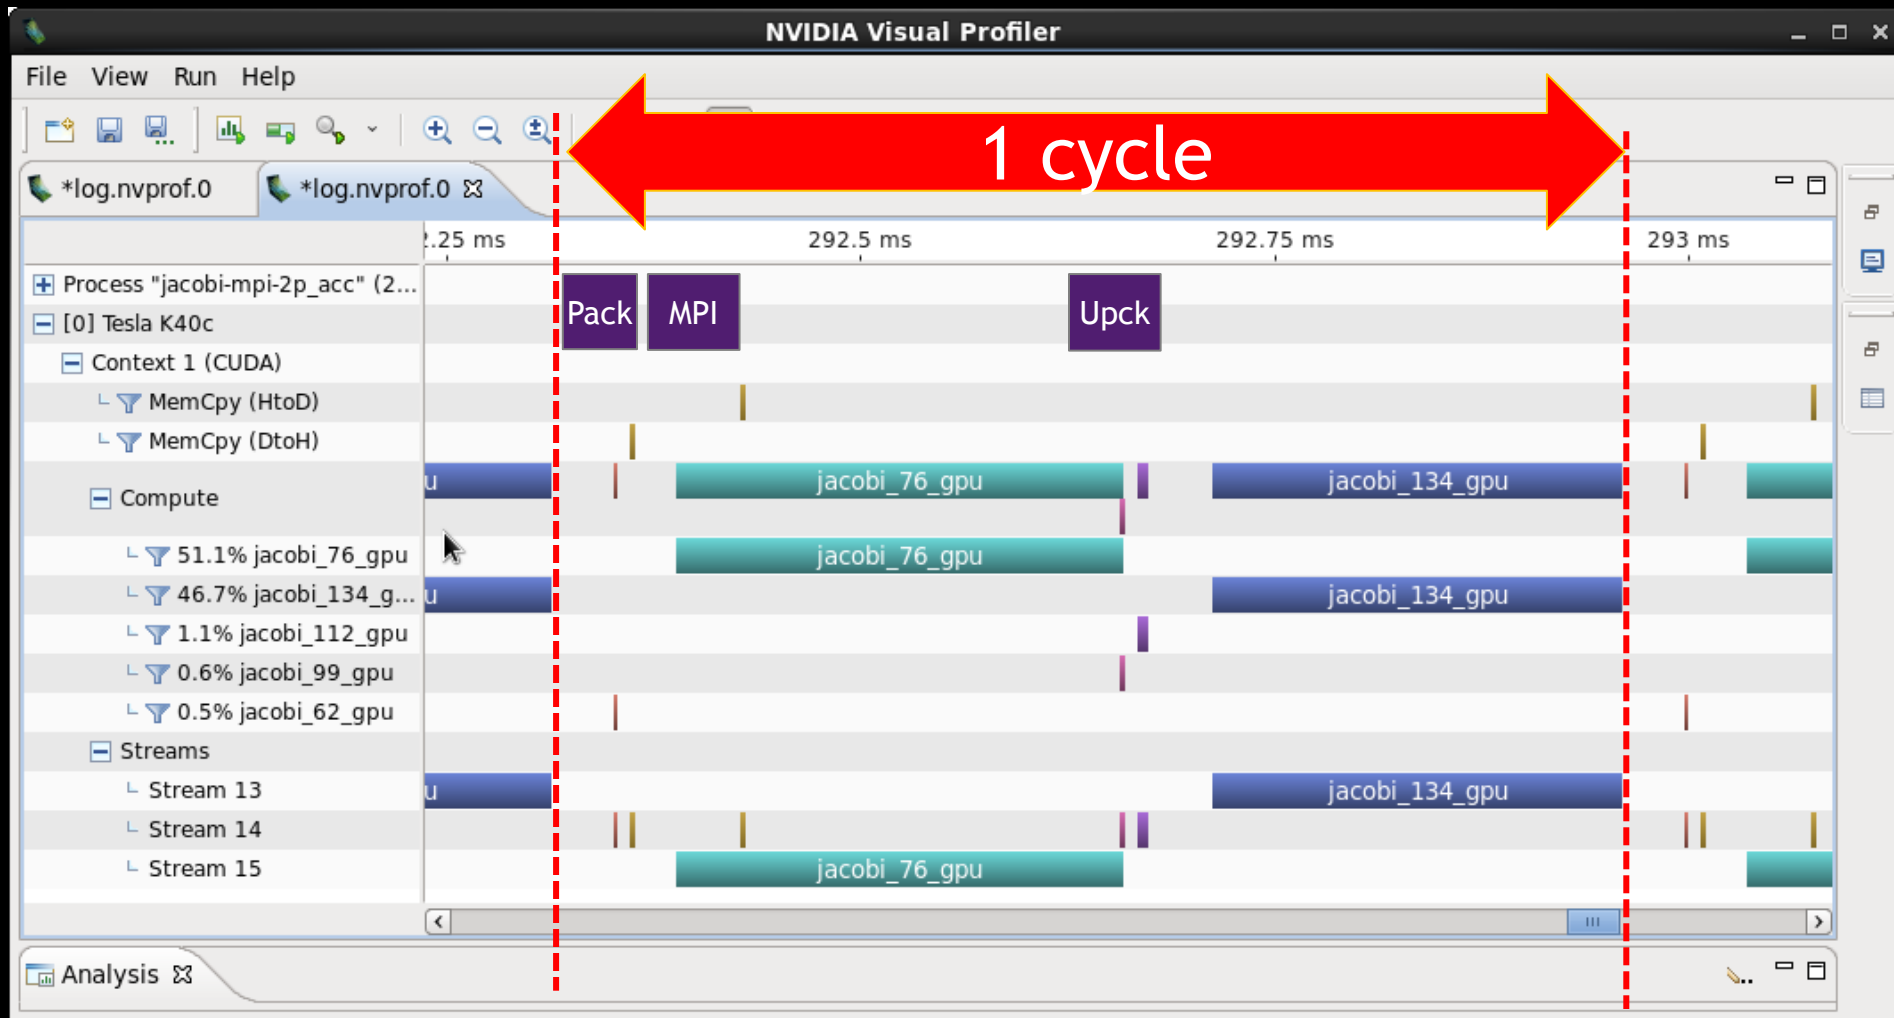 NVIDIA Visual Profiler
File View Run Help
1 cycle
*log.nvprof.0 *log.nvprof.0
2.25 ms 292.5 ms 292.75 ms 293 ms
Process "jacobi-mpi-2p_acc" (2...
Pack MPI Upck
[0] Tesla K40c
Context 1 (CUDA)
MemCpy (HtoD)
MemCpy (DtoH)
u jacobi_76_gpu jacobi_134_gpu
Compute
51.1% jacobi_76_gpu jacobi_76_gpu
46.7% jacobi_134_g... u jacobi_134_gpu
1.1% jacobi_112_gpu
0.6% jacobi_99_gpu
0.5% jacobi_62_gpu
Streams
Stream 13 u jacobi_134_gpu
Stream 14
Stream 15 jacobi_76_gpu
Analysis